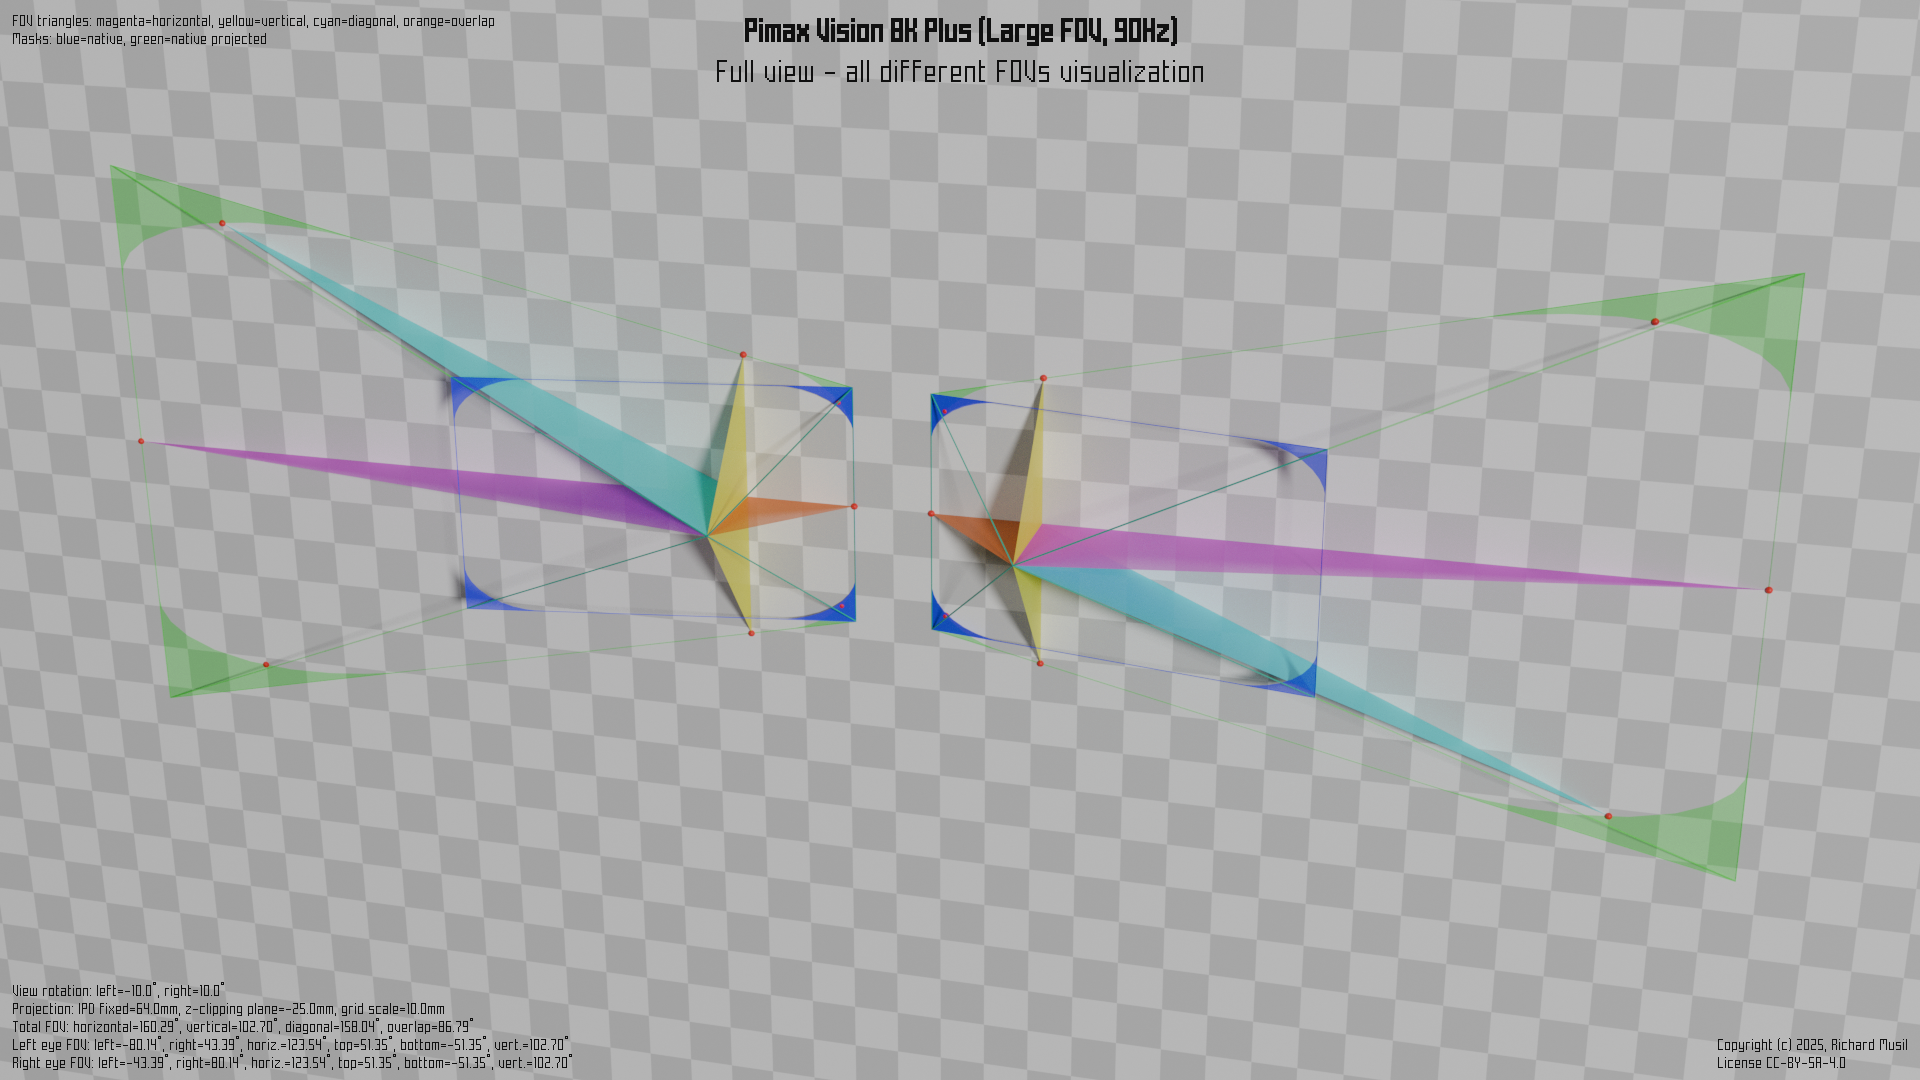 FOV triangles: magenta=horizontal, yellow=vertical, cyan=diagonal, orange=overlap
Masks: blue=native, green=native projected
Pimax Vision 8K Plus (Large FOV, 90Hz)
Full view - all different FOVs visualization
View rotation: left=-10.0°, right=10.0°
Projection: IPD fixed=64.0mm, z-clipping plane=-25.0mm, grid scale=10.0mm
Total FOV: horizontal=160.29°, vertical=102.70°, diagonal=158.04°, overlap=86.79°
Left eye FOV: left=-80.14°, right=43.39°, horiz.=123.54°, top=51.35°, bottom=-51.35°, vert.=102.70°
Right eye FOV: left=-43.39°, right=80.14°, horiz.=123.54°, top=51.35°, bottom=-51.35°, vert.=102.70°
Copyright (c) 2025, Richard Musil
License CC-BY-SA-4.0